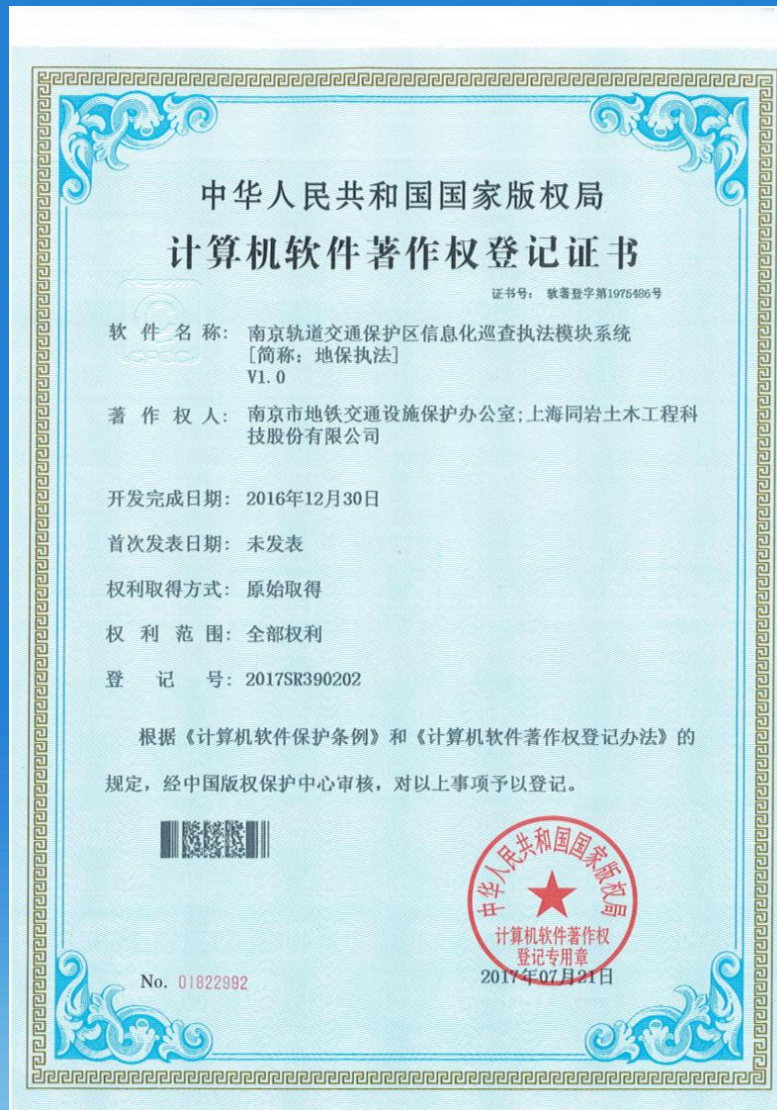 中华人民共和国国家版权局
计算机软件著作权登记证书
证书号： 软著登字第1975486号
软件名称： 南京轨道交通保护区信息化巡查执法模块系统
[简称：地保执法]
V1.0
著作权人： 南京市地铁交通设施保护办公室;上海同岩土木工程科
技股份有限公司
开发完成日期： 2016年12月30日
首次发表日期： 未发表
权利取得方式： 原始取得
权利范围： 全部权利
登记号： 2017SR390202
根据《计算机软件保护条例》和《计算机软件著作权登记办法》的
规定，经中国版权保护中心审核，对以上事项予以登记。
中华人民共和国国家版权局
计算机软件著作权
登记专用章
No. 01822992
2017年07月21日
CPCC